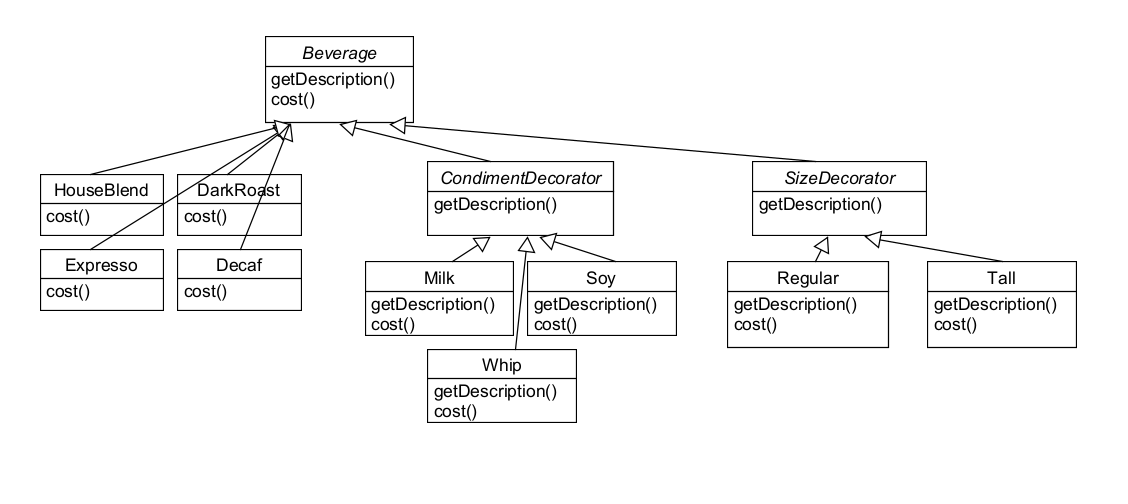 Beverage
getDescription()
cost()
HouseBlend
cost()
DarkRoast
cost()
Expresso
cost()
Decaf
cost()
CondimentDecorator
getDescription()
Milk
getDescription()
cost()
Soy
getDescription()
cost()
Whip
getDescription()
cost()
SizeDecorator
getDescription()
Regular
getDescription()
cost()
Tall
getDescription()
cost()